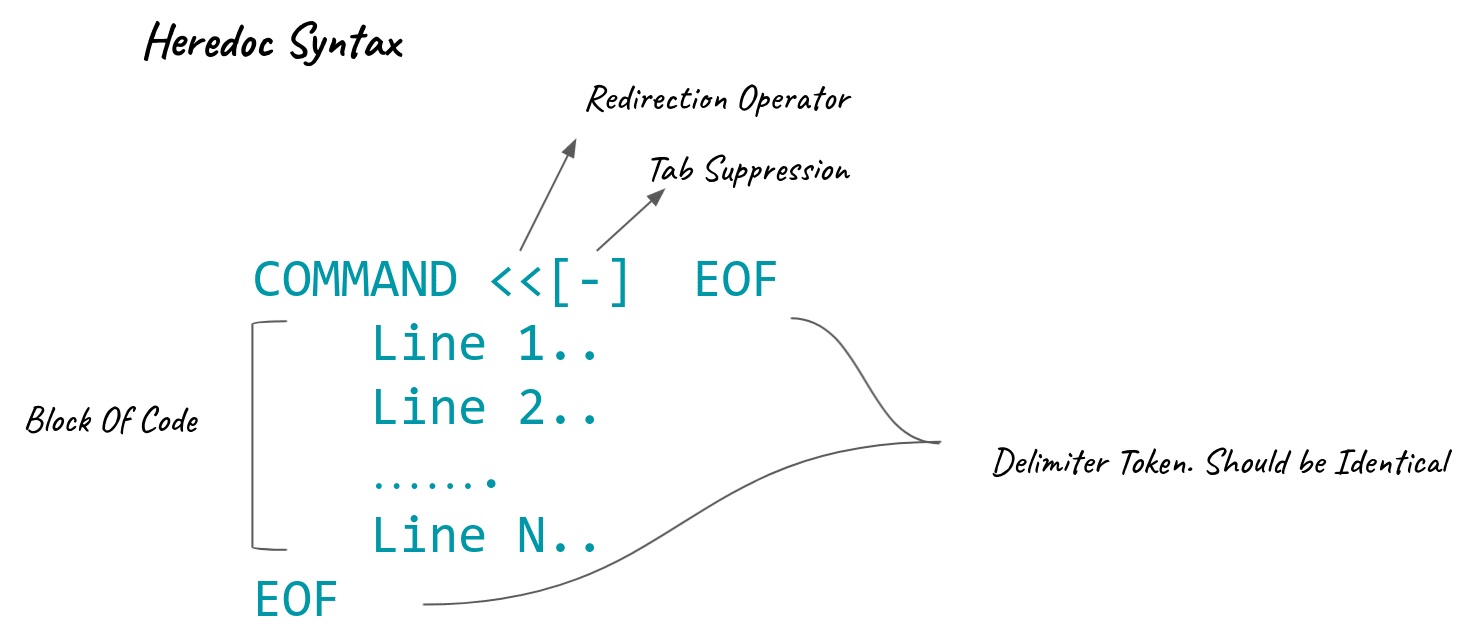 Heredoc Syntax
Redirection Operator
Tab Suppression
COMMAND <<[-] EOF
Line 1..
Line 2..
.......
Line N..
EOF
Block Of Code
Delimiter Token. Should be Identical